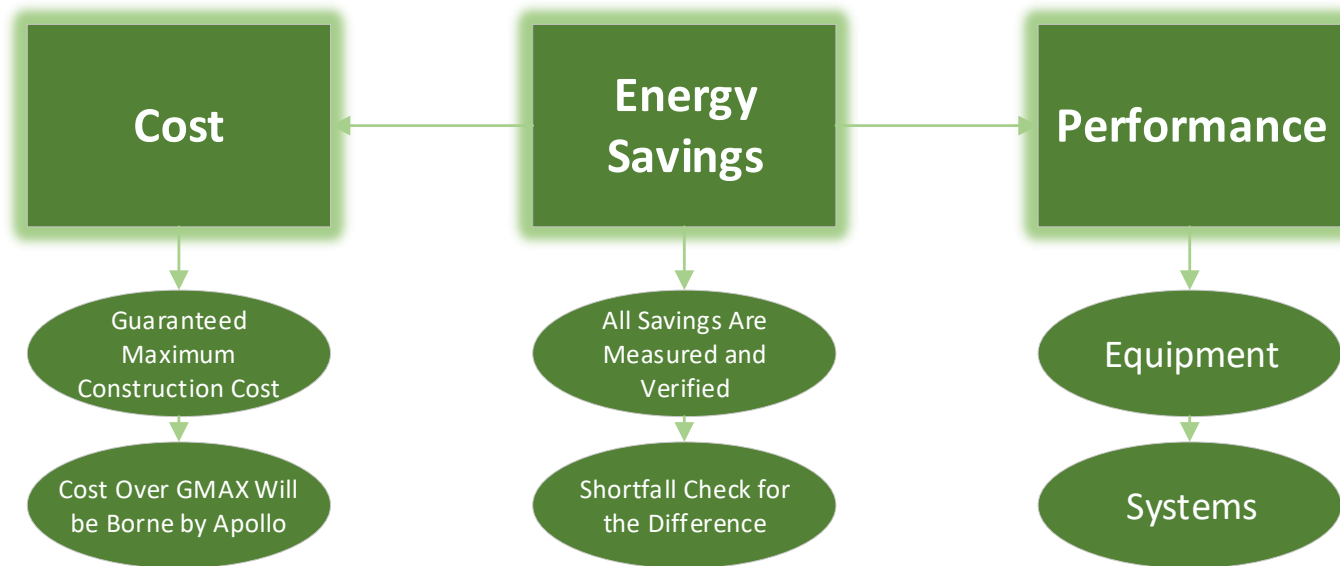 Cost
Energy
Savings
Performance
Guaranteed
Maximum
Construction Cost
All Savings Are
Measured and
Verified
Equipment
Cost Over GMAX Will
be Borne by Apollo
Shortfall Check for
the Difference
Systems